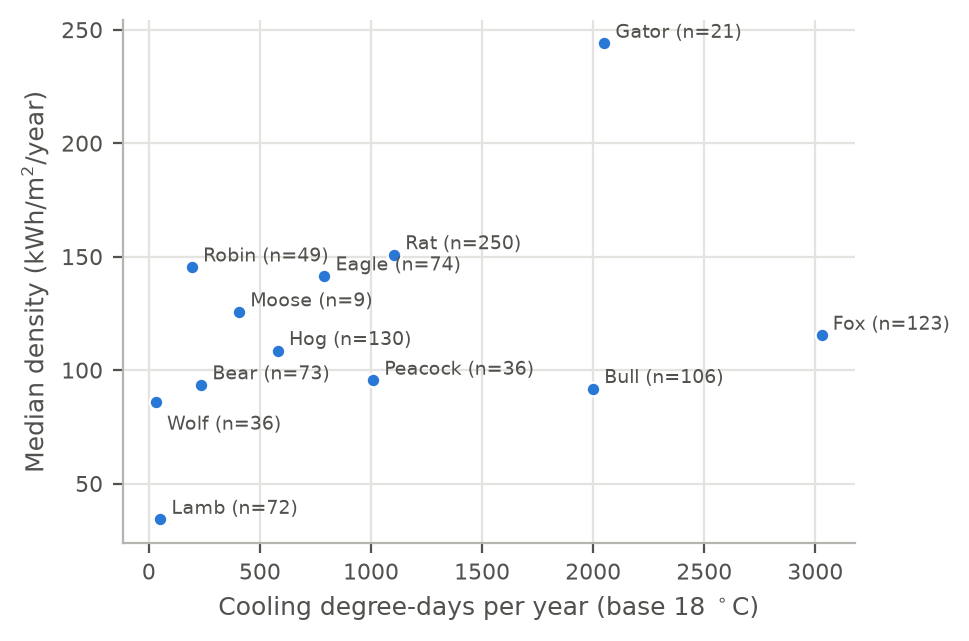 250
Gator (n=21)
200
Median density (kWh/m²/year)
150
Rat (n=250)
Robin (n=49)
Eagle (n=74)
Moose (n=9)
Fox (n=123)
Hog (n=130)
100
Bear (n=73)
Peacock (n=36)
Bull (n=106)
Wolf (n=36)
50
Lamb (n=72)
0 500 1000 1500 2000 2500 3000
Cooling degree-days per year (base 18 °C)